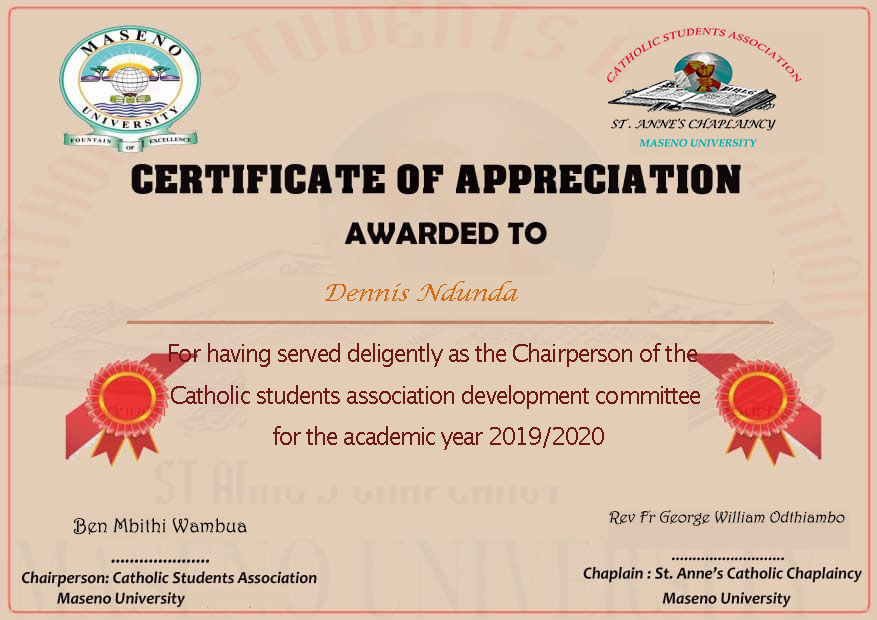 MASENO
UNIVERSITY
FOUNTAIN OF EXCELLENCE
CATHOLIC STUDENTS ASSOCIATION
ST. ANNE'S CHAPLAINCY
MASENO UNIVERSITY
CERTIFICATE OF APPRECIATION
AWARDED TO
Dennis Ndunda
For having served deligently as the Chairperson of the
Catholic students association development committee
for the academic year 2019/2020
Ben Mbithi Wambua
Rev Fr George William Odthiambo
Chairperson: Catholic Students Association
Maseno University
Chaplain : St. Anne's Catholic Chaplaincy
Maseno University
MASENO UNIVERSITY